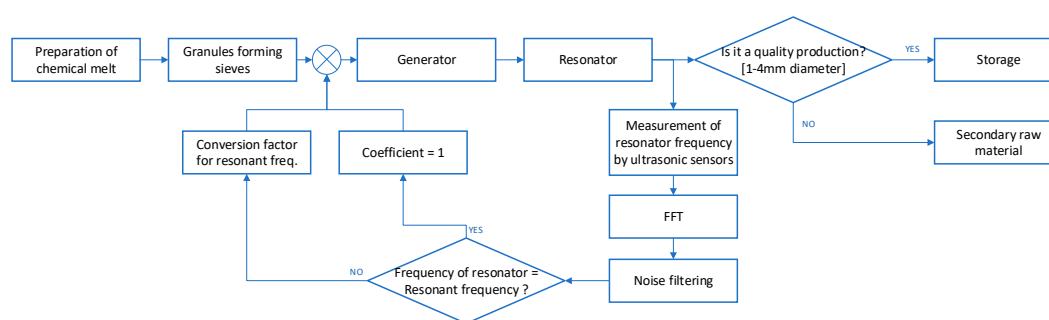 Preparation of
chemical melt
Granules forming
sieves
Generator
Resonator
Is it a quality production?
[1-4mm diameter]
YES
Storage
NO
Secondary raw
material
Measurement of
resonator frequency
by ultrasonic sensors
FFT
Noise filtering
Frequency of resonator =
Resonant frequency ?
YES
NO
Coefficient = 1
Conversion factor
for resonant freq.